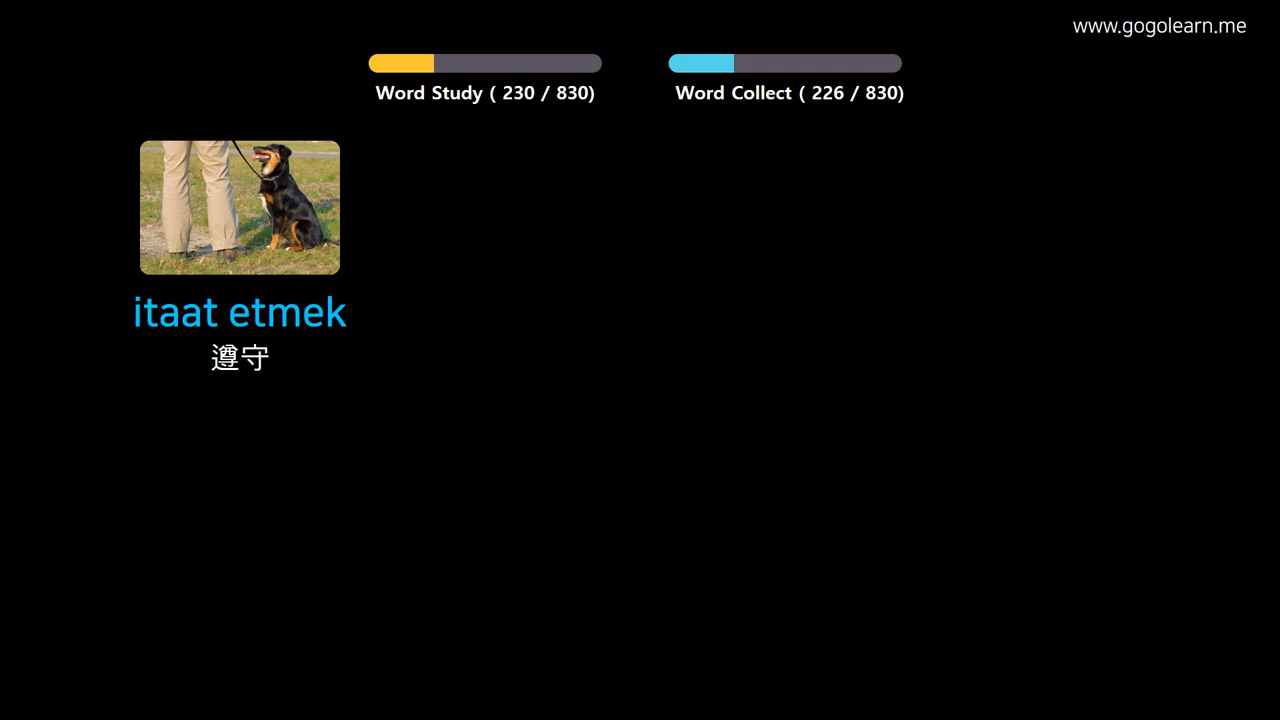 www.gogolearn.me
Word Study ( 230 / 830)
Word Collect ( 226 / 830)
itaat etmek
遵守